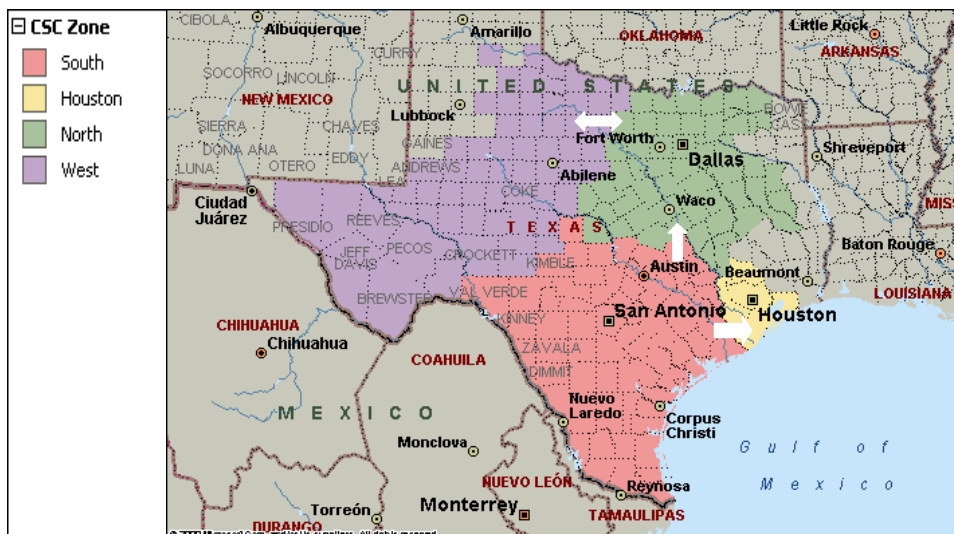 CSC Zone
South
Houston
North
West
CIBOLA
Albuquerque
CURRY
Amarillo
OKLAHOMA
Little Rock
ARKANSAS
SOCORRO
LINCOLN
NEW MEXICO
UNITED STATES
Lubbock
SIERRA
CHAVES
DONA ANA
LUNA
OTERO
EDDY
LEA
GAINES
ANDREWS
Fort Worth
Dallas
BOWIE
CASS
Shreveport
Abilene
COKE
Ciudad
Juárez
Waco
MISS
PRESIDIO
REEVES
TEXAS
JEFF
DAVIS
PECOS
CROCKETT
KIMBLE
Austin
Baton Rouge
Beaumont
LOUISIANA
BREWSTER
VAL VERDE
KINNEY
San Antonio
Houston
CHIHUAHUA
Chihuahua
COAHUILA
ZAVALA
DIMMIT
MEXICO
Nuevo
Laredo
Corpus
Christi
Monclova
Gulf of
Mexico
NUEVO LEÓN
Reynosa
Torreón
Monterrey
TAMAULIPAS
DURANGO